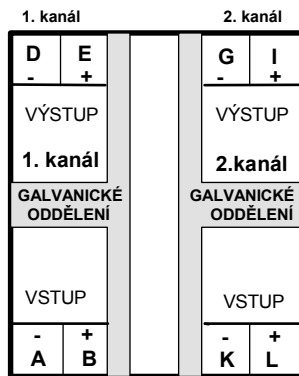 1. kanál 2. kanál
D E G I
- + - +
VÝSTUP VÝSTUP
1. kanál 2.kanál
GALVANICKÉ GALVANICKÉ
ODDĚLENÍ ODDĚLENÍ
VSTUP VSTUP
- + - +
A B K L